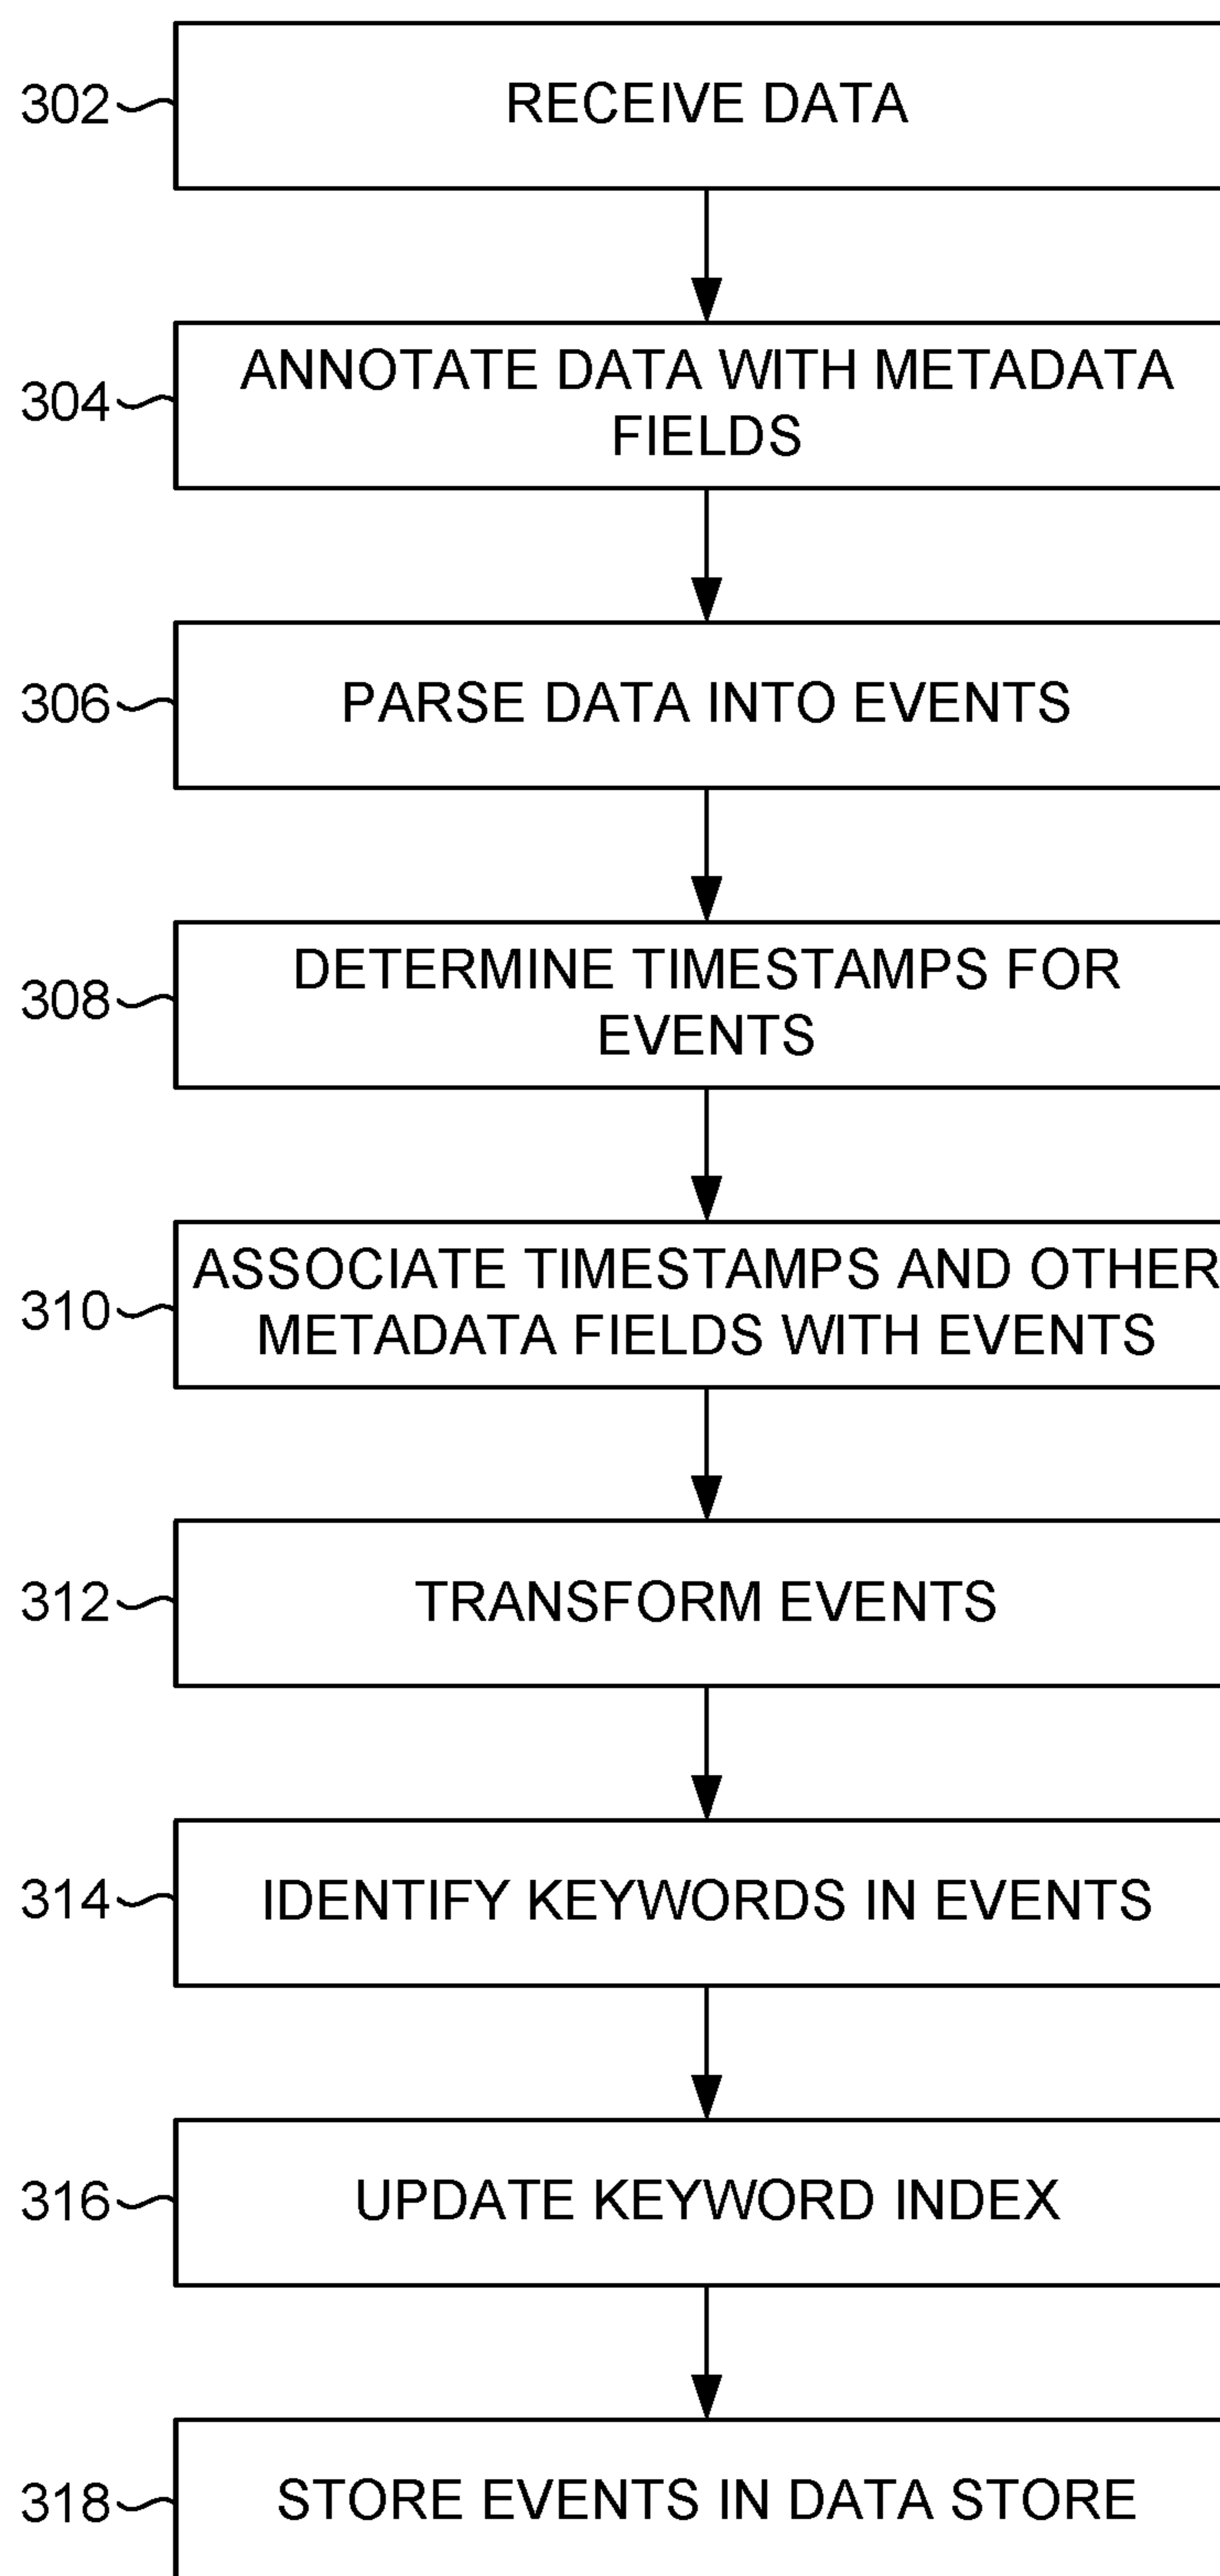 302
RECEIVE DATA
304
ANNOTATE DATA WITH METADATA
FIELDS
306
PARSE DATA INTO EVENTS
308
DETERMINE TIMESTAMPS FOR
EVENTS
310
ASSOCIATE TIMESTAMPS AND OTHER
METADATA FIELDS WITH EVENTS
312
TRANSFORM EVENTS
314
IDENTIFY KEYWORDS IN EVENTS
316
UPDATE KEYWORD INDEX
318
STORE EVENTS IN DATA STORE